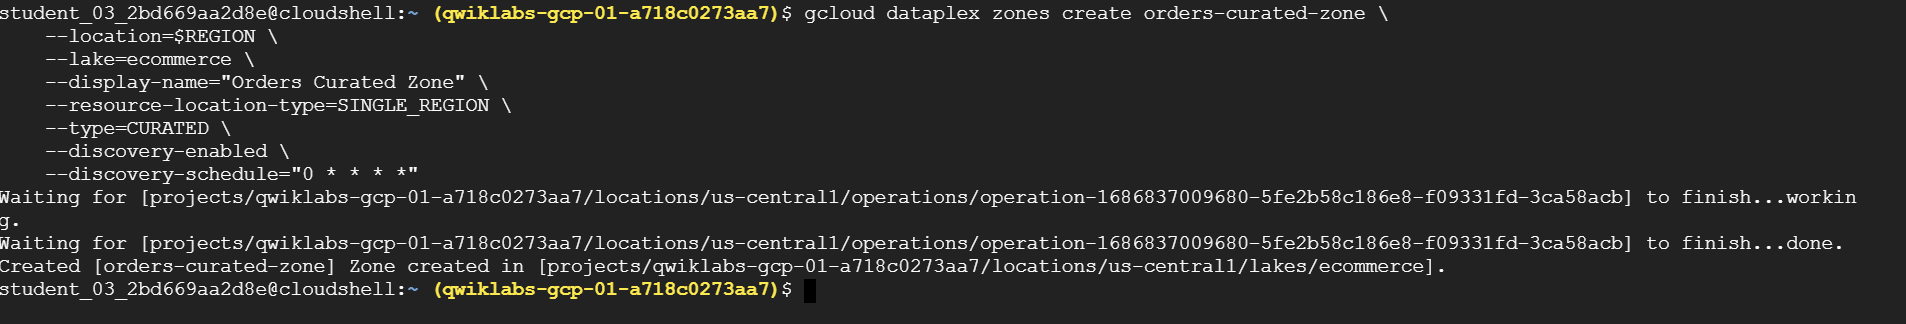 student_03_2bd669aa2d8e@cloudshell:~ (qwiklabs-gcp-01-a718c0273aa7)$ gcloud dataplex zones create orders-curated-zone \
    --location=$REGION \
    --lake=ecommerce \
    --display-name="Orders Curated Zone" \
    --resource-location-type=SINGLE_REGION \
    --type=CURATED \
    --discovery-enabled \
    --discovery-schedule="0 * * * *"
Waiting for [projects/qwiklabs-gcp-01-a718c0273aa7/locations/us-central1/operations/operation-1686837009680-5fe2b58c186e8-f09331fd-3ca58acb] to finish...workin
g.
Waiting for [projects/qwiklabs-gcp-01-a718c0273aa7/locations/us-central1/operations/operation-1686837009680-5fe2b58c186e8-f09331fd-3ca58acb] to finish...done.
Created [orders-curated-zone] Zone created in [projects/qwiklabs-gcp-01-a718c0273aa7/locations/us-central1/lakes/ecommerce].
student_03_2bd669aa2d8e@cloudshell:~ (qwiklabs-gcp-01-a718c0273aa7)$